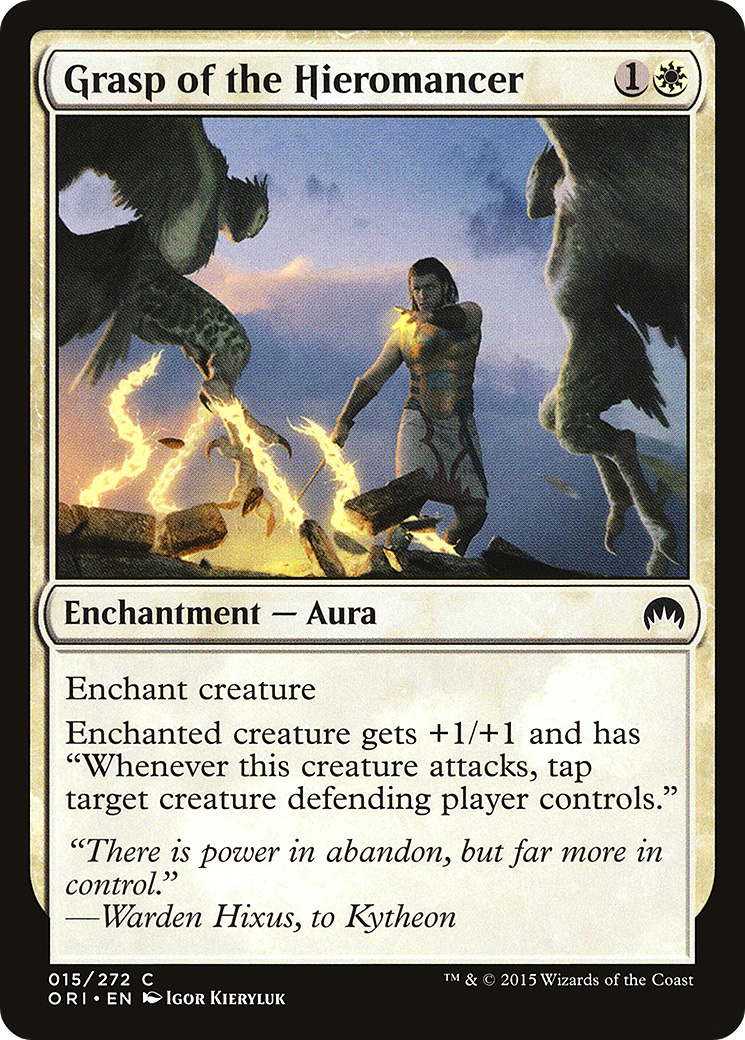 Grasp of the Hieromancer 1
Enchantment — Aura
Enchant creature
Enchanted creature gets +1/+1 and has
“Whenever this creature attacks, tap
target creature defending player controls.”
“There is power in abandon, but far more in
control.”
—Warden Hixus, to Kytheon
015/272 C
ORI • EN Igor Kieryluk
™ & © 2015 Wizards of the Coast